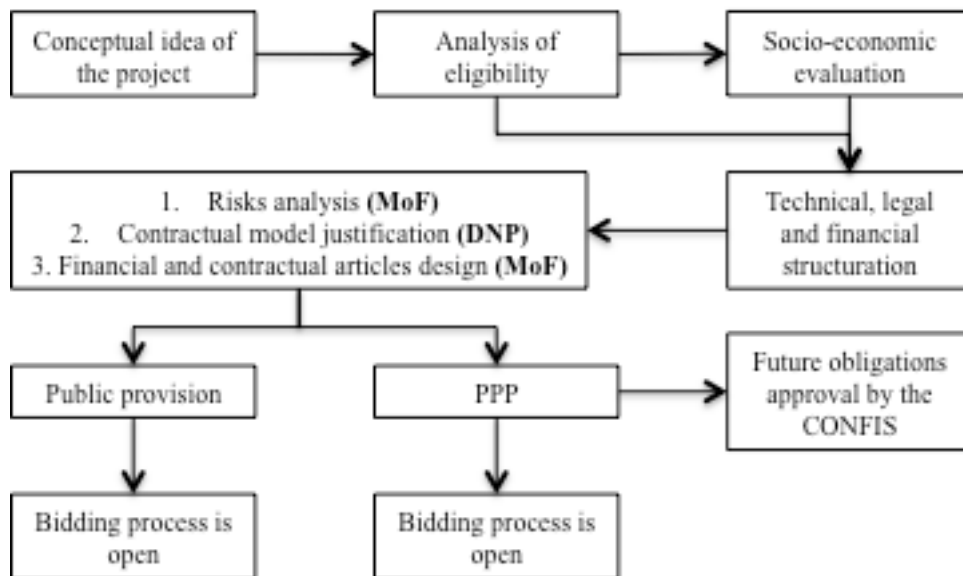 Conceptual idea of
the project
Analysis of
eligibility
Socio-economic
evaluation
1. Risks analysis (MoF)
2. Contractual model justification (DNP)
3. Financial and contractual articles design (MoF)
Technical, legal
and financial
structuration
Public provision
PPP
Future obligations
approval by the
CONFIS
Bidding process is
open
Bidding process is
open